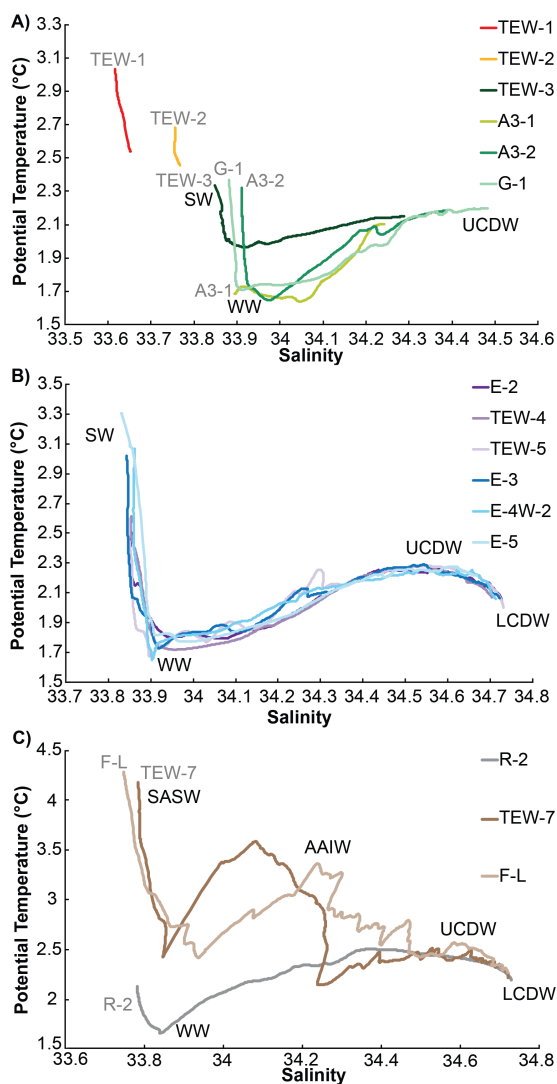 A)
3.3
3.1
2.9
2.7
2.5
2.3
2.1
1.9
1.7
1.5
Potential Temperature (°C)
TEW-1
TEW-2
TEW-3
SW
G-1
A3-2
A3-1
WW
UCDW
TEW-1
TEW-2
TEW-3
A3-1
A3-2
G-1
33.5 33.6 33.7 33.8 33.9 34 34.1 34.2 34.3 34.4 34.5 34.6
Salinity
B)
3.5
3.3
3.1
2.9
2.7
2.5
2.3
2.1
1.9
1.7
1.5
Potential Temperature (°C)
SW
WW
UCDW
LCDW
E-2
TEW-4
TEW-5
E-3
E-4W-2
E-5
33.7 33.8 33.9 34 34.1 34.2 34.3 34.4 34.5 34.6 34.7 34.8
Salinity
C)
4.5
4
3.5
3
2.5
2
1.5
Potential Temperature (°C)
F-L
TEW-7
SASW
AAIW
UCDW
LCDW
R-2
WW
R-2
TEW-7
F-L
33.6 33.8 34 34.2 34.4 34.6 34.8
Salinity